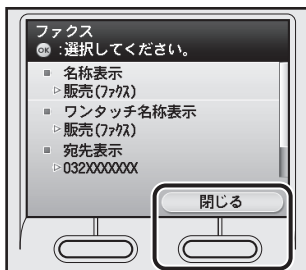 ファクス
OK :選択してください。
■ 名称表示
▷販売(ﾌｧｸｽ)
■ ワンタッチ名称表示
▷販売(ﾌｧｸｽ)
■ 宛先表示
▷032XXXXXXX
閉じる